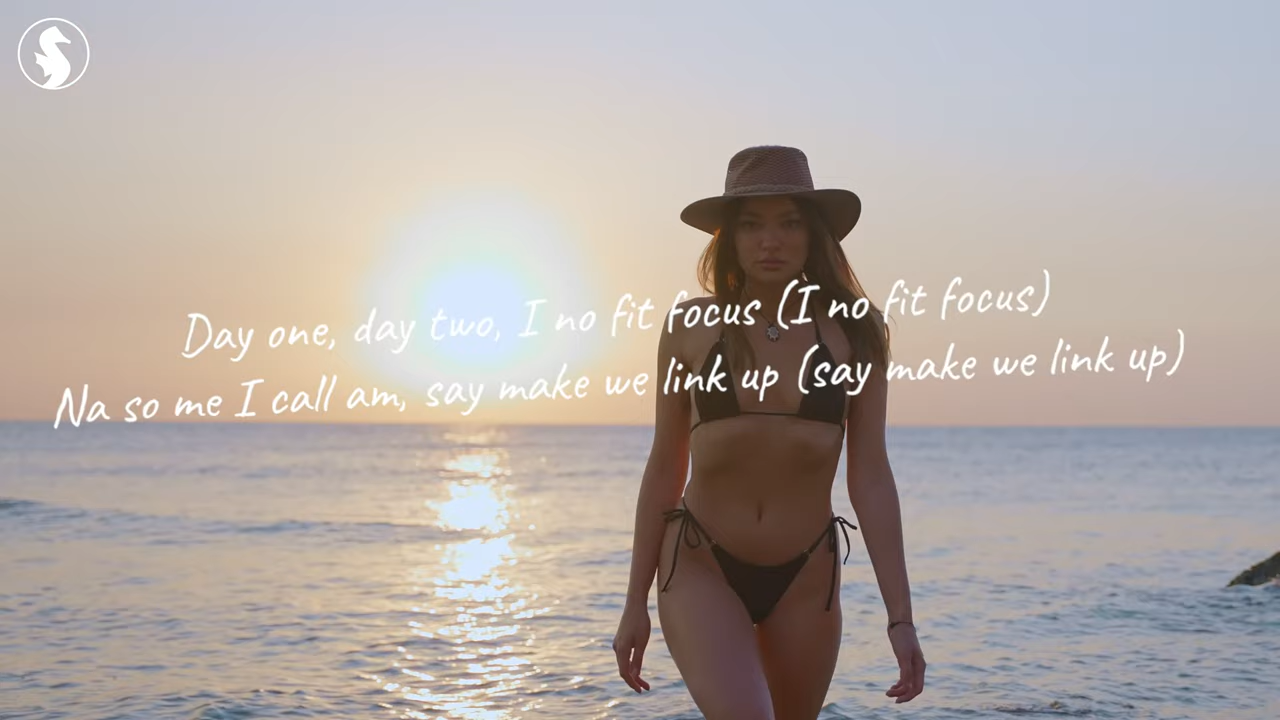 Day one, day two, I no fit focus (I no fit focus)
Na so me I call am, say make we link up (say make we link up)